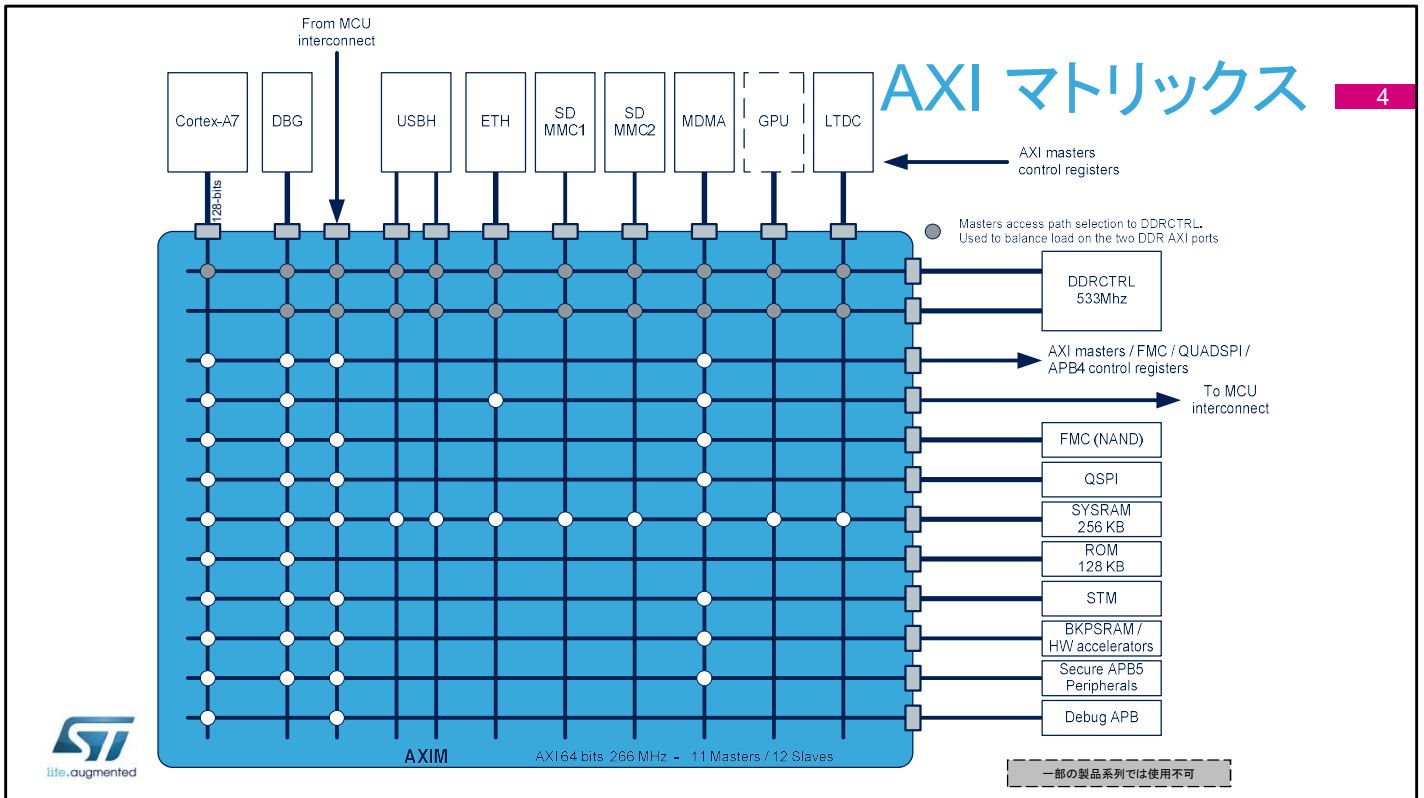 From MCU
interconnect
AXI マトリックス
4
Cortex-A7
DBG
USBH
ETH
SD
MMC1
SD
MMC2
MDMA
GPU
LTDC
AXI masters
control registers
128-bits
Masters access path selection to DDRCTRL.
Used to balance load on the two DDR AXI ports
DDRCTRL
533Mhz
AXI masters / FMC / QUADSPI /
APB4 control registers
To MCU
interconnect
FMC (NAND)
QSPI
SYSRAM
256 KB
ROM
128 KB
STM
BKPSRAM /
HW accelerators
Secure APB5
Peripherals
Debug APB
AXIM
AXI 64 bits 266 MHz - 11 Masters / 12 Slaves
一部の製品系列では使用不可
ST
life.augmented